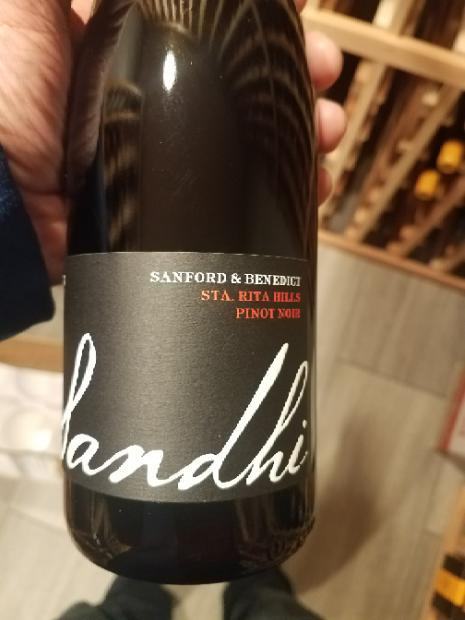 SANFORD & BENEDICT
STA. RITA HILLS
PINOT NOIR
Sandhi